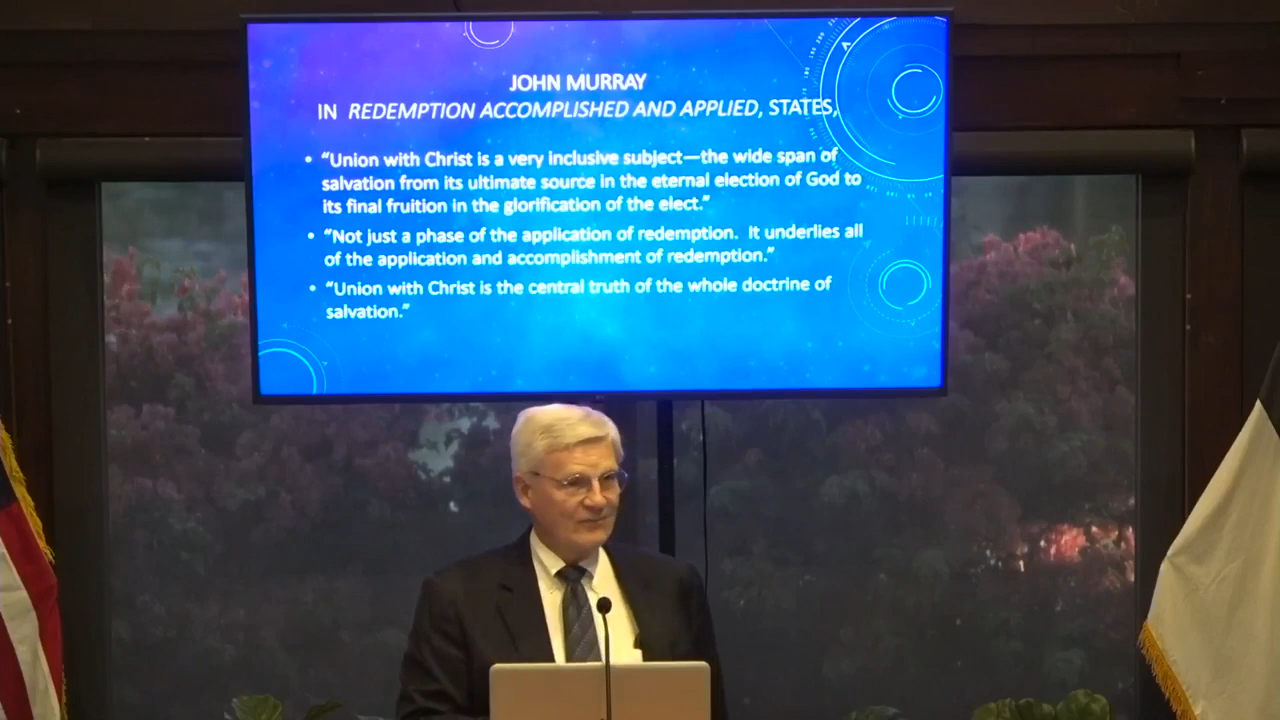 JOHN MURRAY
IN REDEMPTION ACCOMPLISHED AND APPLIED, STATES,
• “Union with Christ is a very inclusive subject—the wide span of
salvation from its ultimate source in the eternal election of God to
its final fruition in the glorification of the elect.”
• “Not just a phase of the application of redemption. It underlies all
of the application and accomplishment of redemption.”
• “Union with Christ is the central truth of the whole doctrine of
salvation.”